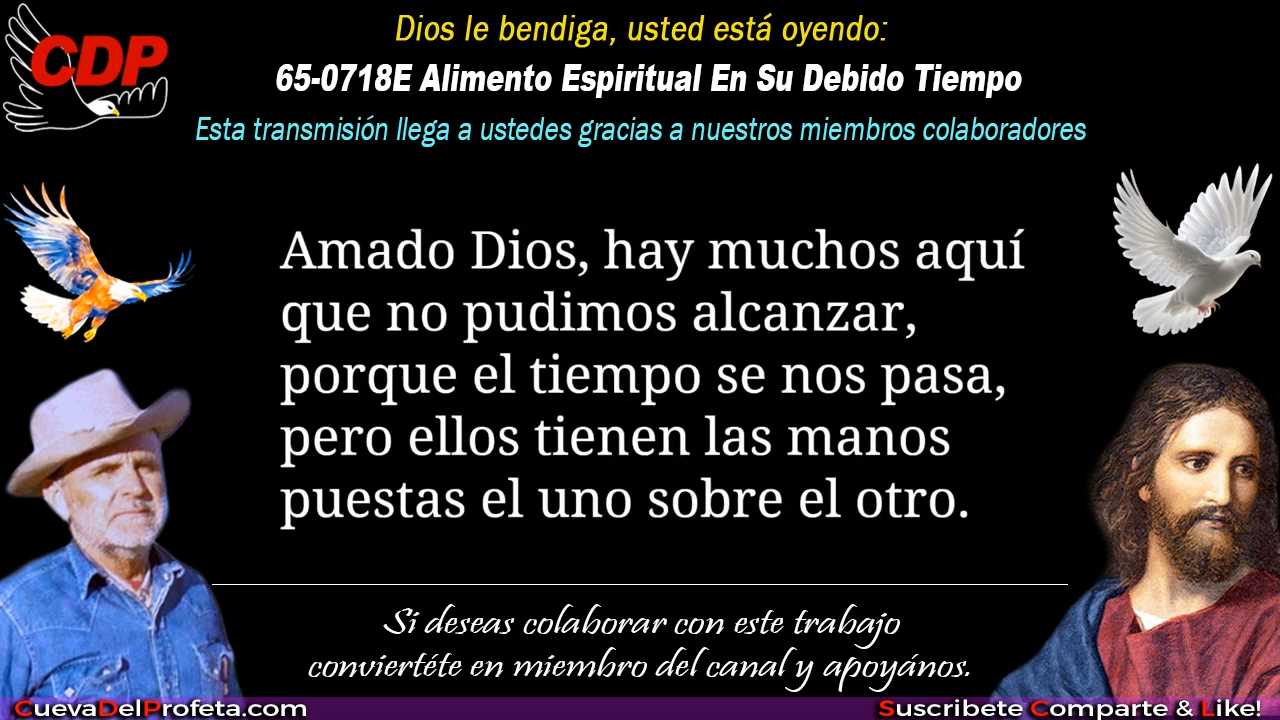 CDP
Dios le bendiga, usted está oyendo:
65-0718E Alimento Espiritual En Su Debido Tiempo
Esta transmisión llega a ustedes gracias a nuestros miembros colaboradores
Amado Dios, hay muchos aquí
que no pudimos alcanzar,
porque el tiempo se nos pasa,
pero ellos tienen las manos
puestas el uno sobre el otro.
Si deseas colaborar con este trabajo
conviertéte en miembro del canal y apoyános.
CuevaDelProfeta.com
Suscribete Comparte & Like!